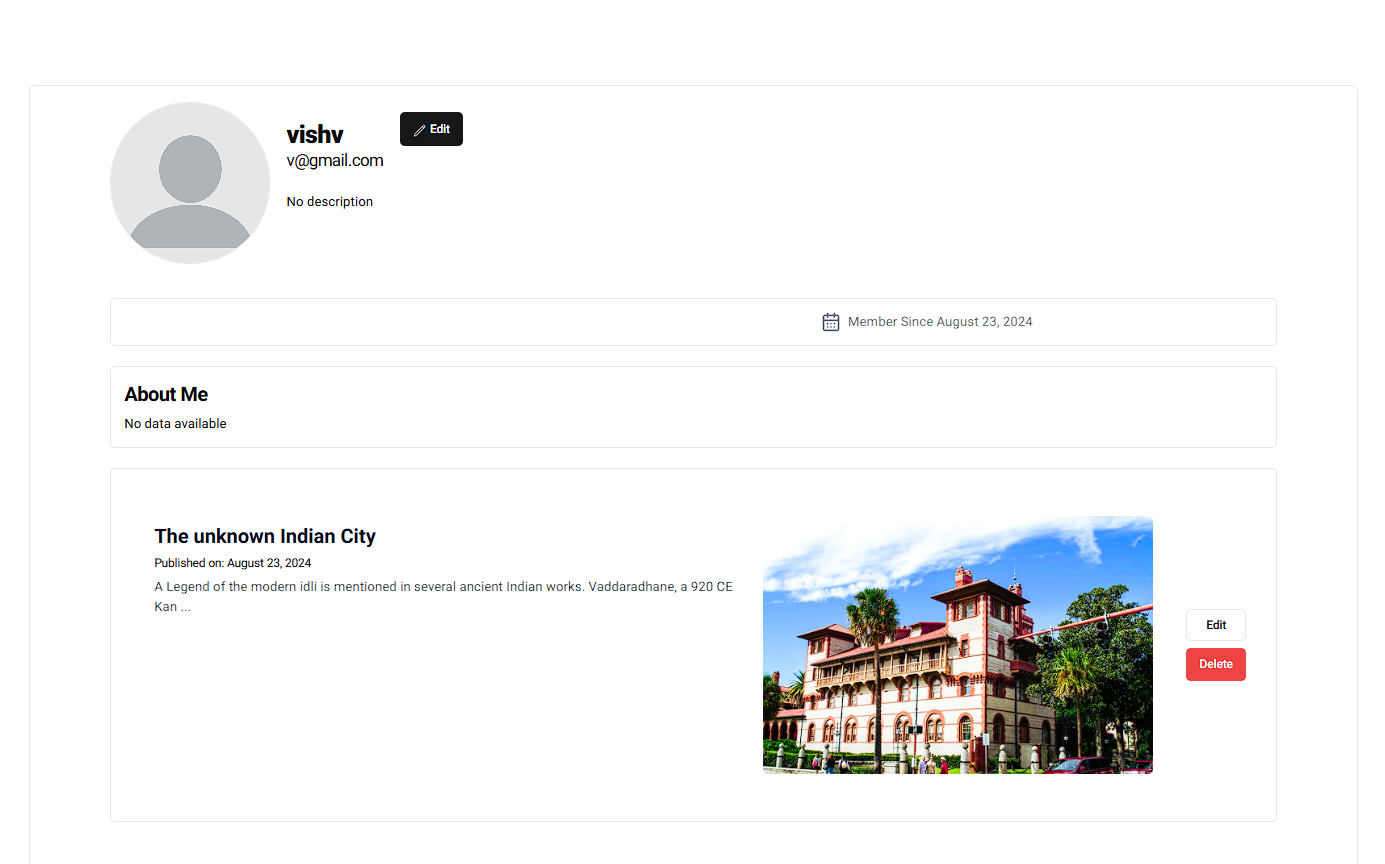 vishv
Edit
v@gmail.com
No description
Member Since August 23, 2024
About Me
No data available
The unknown Indian City
Published on: August 23, 2024
A Legend of the modern idli is mentioned in several ancient Indian works. Vaddaradhane, a 920 CE
Kan ...
Edit
Delete